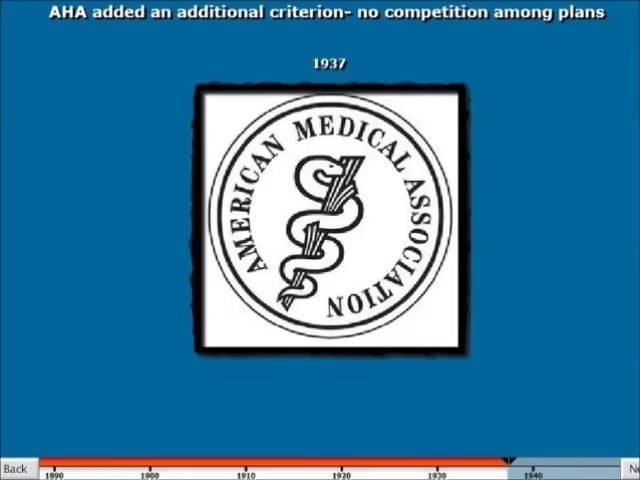 AHA added an additional criterion- no competition among plans
1937
AMERICAN MEDICAL ASSOCIATION
Back
1890 1900 1910 1920 1930 1940